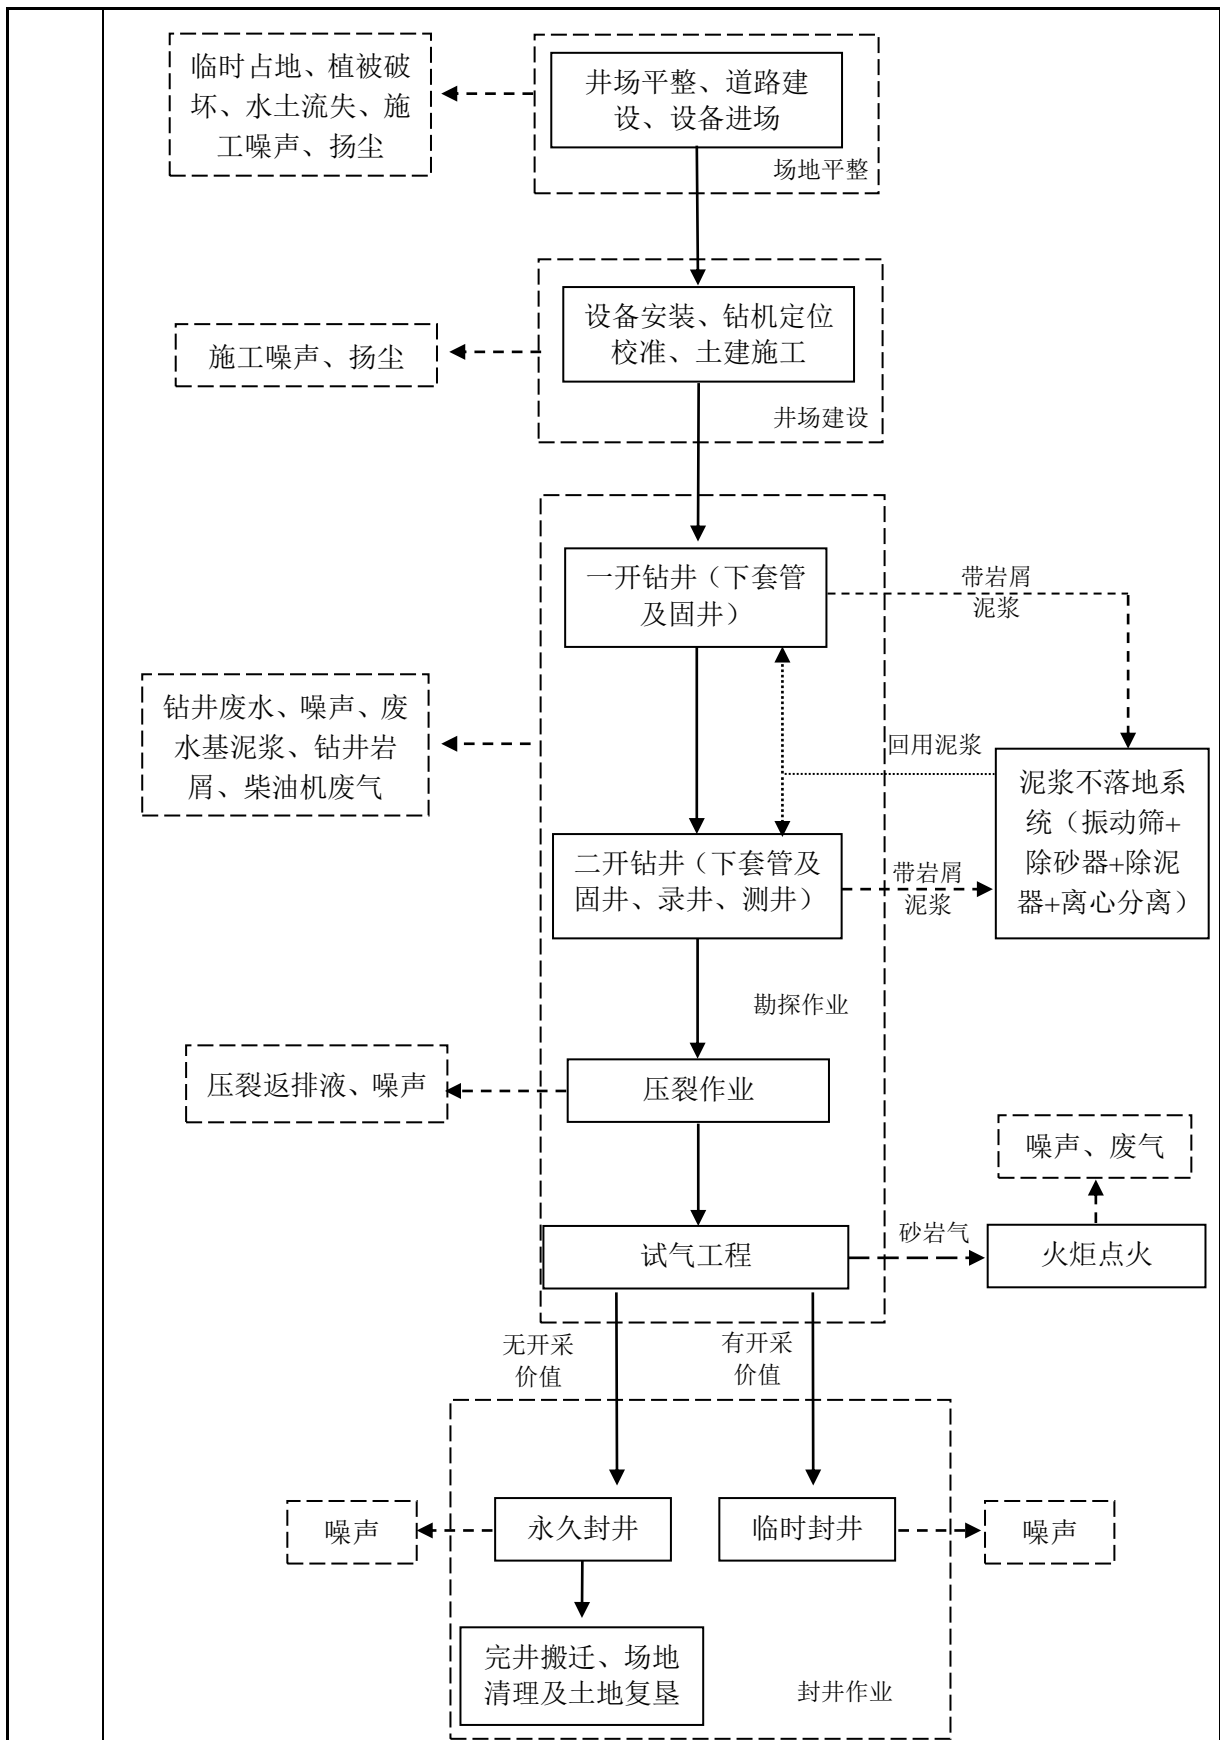 临时占地、植被破
坏、水土流失、施
工噪声、扬尘
井场平整、道路建
设、设备进场
场地平整
施工噪声、扬尘
设备安装、钻机定位
校准、土建施工
井场建设
一开钻井（下套管
及固井）
带岩屑
泥浆
钻井废水、噪声、废
水基泥浆、钻井岩
屑、柴油机废气
回用泥浆
泥浆不落地系
统（振动筛+
除砂器+除泥
器+离心分离）
二开钻井（下套管及
固井、录井、测井）
带岩屑
泥浆
勘探作业
压裂返排液、噪声
压裂作业
噪声、废气
试气工程
砂岩气
火炬点火
无开采
价值
有开采
价值
噪声
永久封井
临时封井
噪声
完井搬迁、场地
清理及土地复垦
封井作业